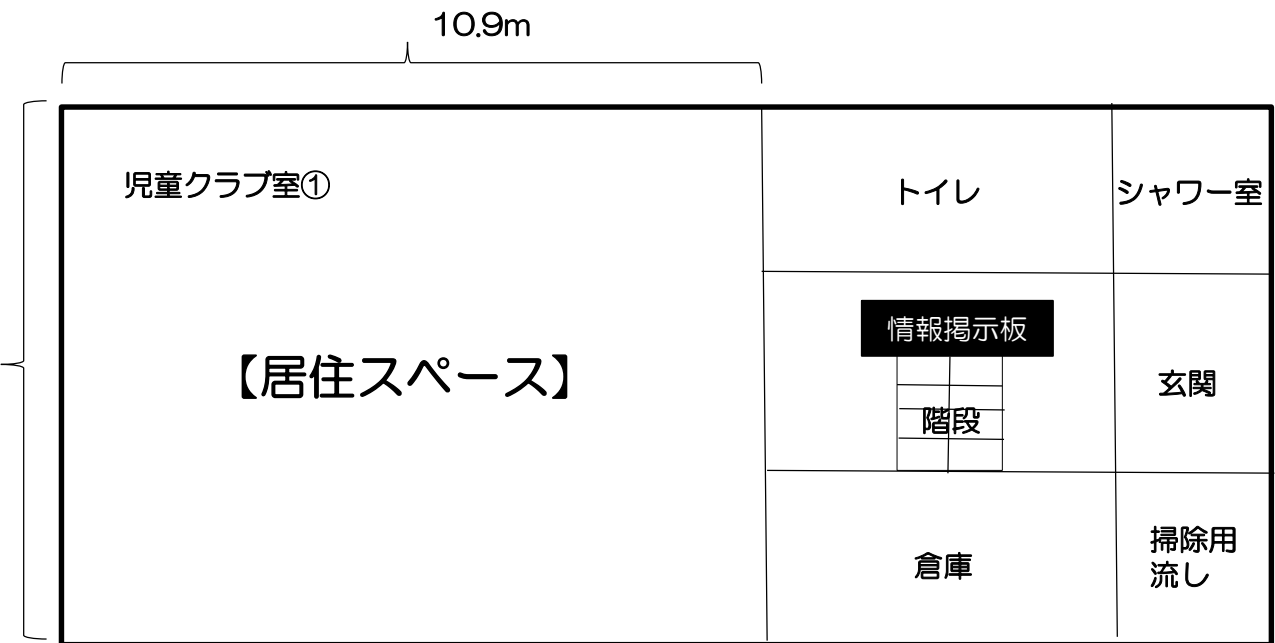 10.9m
児童クラブ室①
トイレ
シャワー室
情報掲示板
【居住スペース】
階段
玄関
倉庫
掃除用
流し